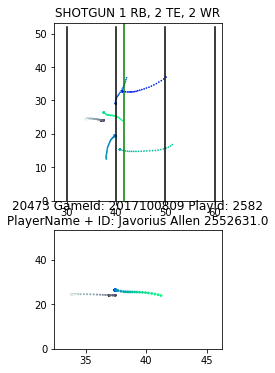 SHOTGUN 1 RB, 2 TE, 2 WR
50
40
30
20
10
0
30 40 50 60
20473 GameId: 2017100809 PlayId: 2582
PlayerName + ID: Javorius Allen 2552631.0
40
20
0
35 40 45